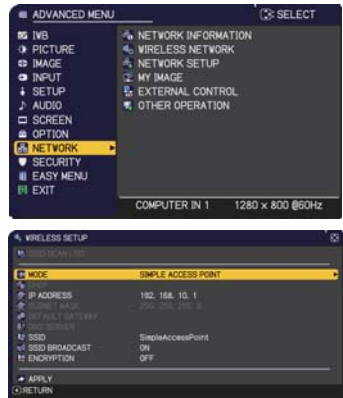 ADVANCED MENU
: SELECT
IWB
PICTURE
IMAGE
INPUT
SETUP
AUDIO
SCREEN
OPTION
NETWORK
SECURITY
EASY MENU
EXIT
NETWORK INFORMATION
WIRELESS NETWORK
NETWORK SETUP
MY IMAGE
EXTERNAL CONTROL
OTHER OPERATION
COMPUTER IN 1 1280 x 800 @60Hz
WIRELESS SETUP
SSID SCAN LIST
MODE SIMPLE ACCESS POINT
DHCP
IP ADDRESS 192. 168. 10. 1
SUBNET MASK 255. 255. 255. 0
DEFAULT GATEWAY
DNS SERVER
SSID SimpleAccessPoint
SSID BROADCAST ON
ENCRYPTION OFF
APPLY
:RETURN